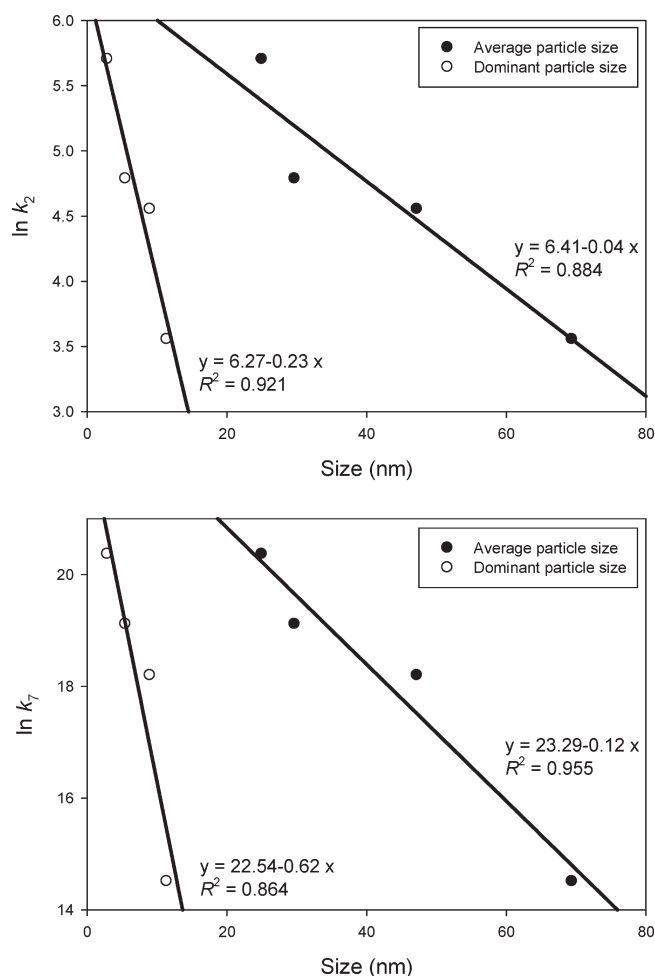 6.0
Average particle size
Dominant particle size
5.5
5.0
4.5
4.0
3.5
3.0
ln k₂
y = 6.41-0.04 x
R² = 0.884
y = 6.27-0.23 x
R² = 0.921
0 20 40 60 80
Size (nm)
Average particle size
Dominant particle size
20
18
16
14
ln k₇
y = 23.29-0.12 x
R² = 0.955
y = 22.54-0.62 x
R² = 0.864
0 20 40 60 80
Size (nm)